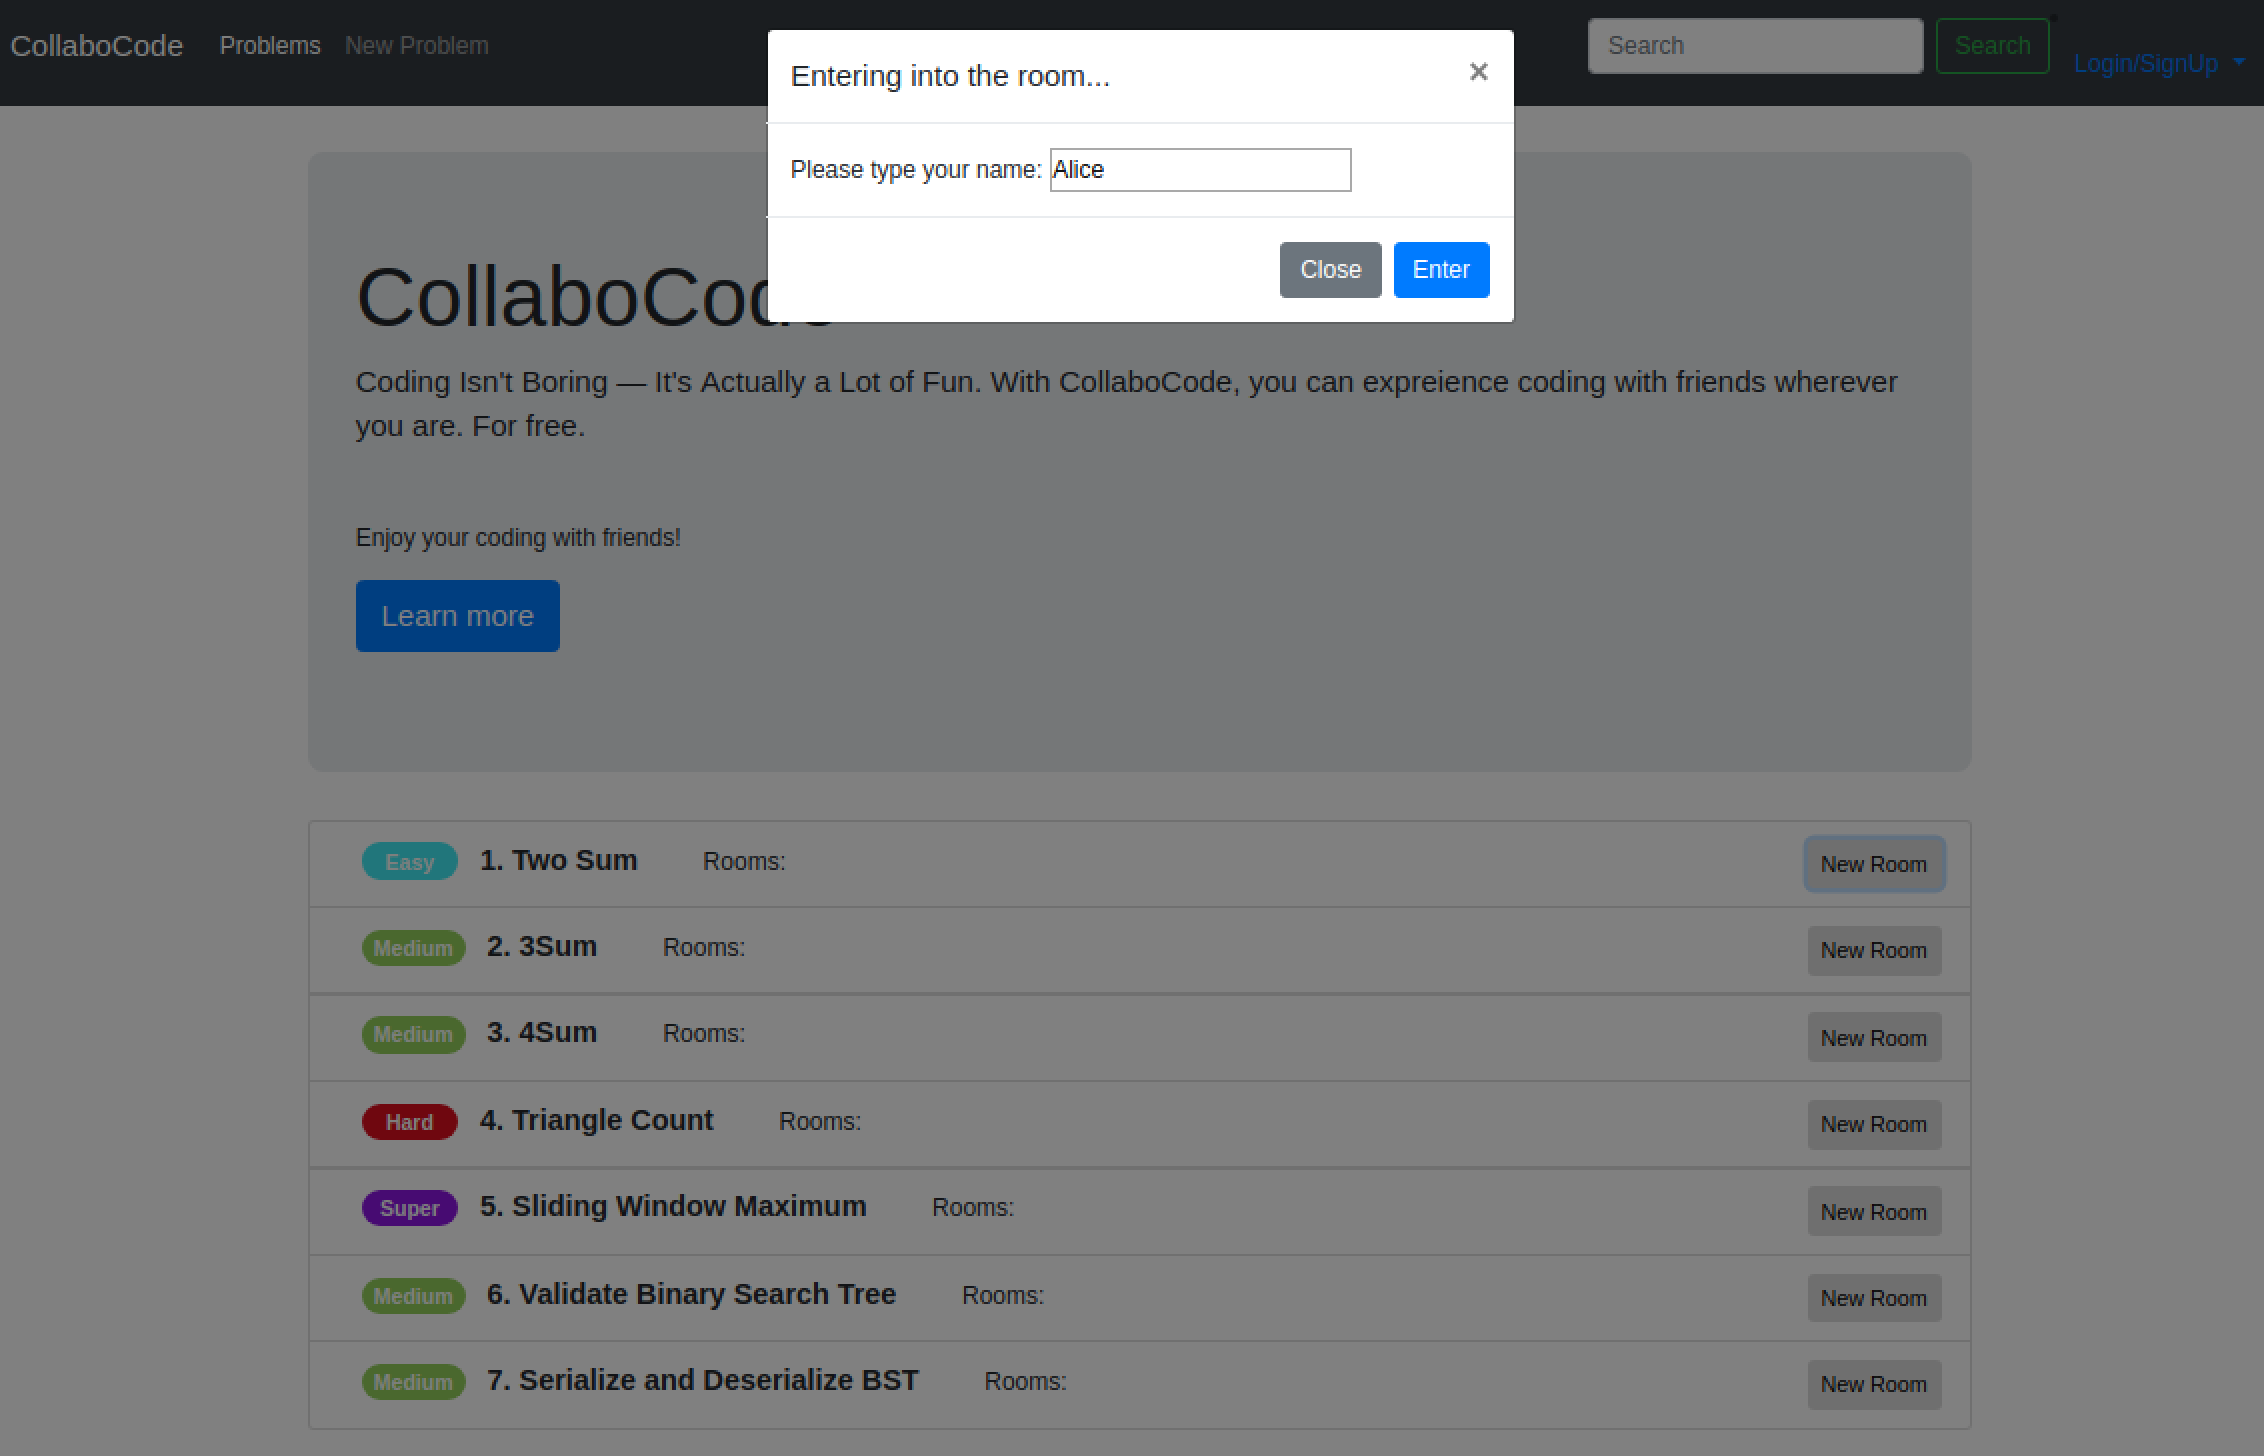 CollaboCode Problems New Problem Search Search Login/SignUp
Entering into the room... ×
Please type your name: Alice
Close Enter
CollaboCode
Coding Isn't Boring — It's Actually a Lot of Fun. With CollaboCode, you can expreience coding with friends wherever
you are. For free.
Enjoy your coding with friends!
Learn more
Easy 1. Two Sum Rooms: New Room
Medium 2. 3Sum Rooms: New Room
Medium 3. 4Sum Rooms: New Room
Hard 4. Triangle Count Rooms: New Room
Super 5. Sliding Window Maximum Rooms: New Room
Medium 6. Validate Binary Search Tree Rooms: New Room
Medium 7. Serialize and Deserialize BST Rooms: New Room